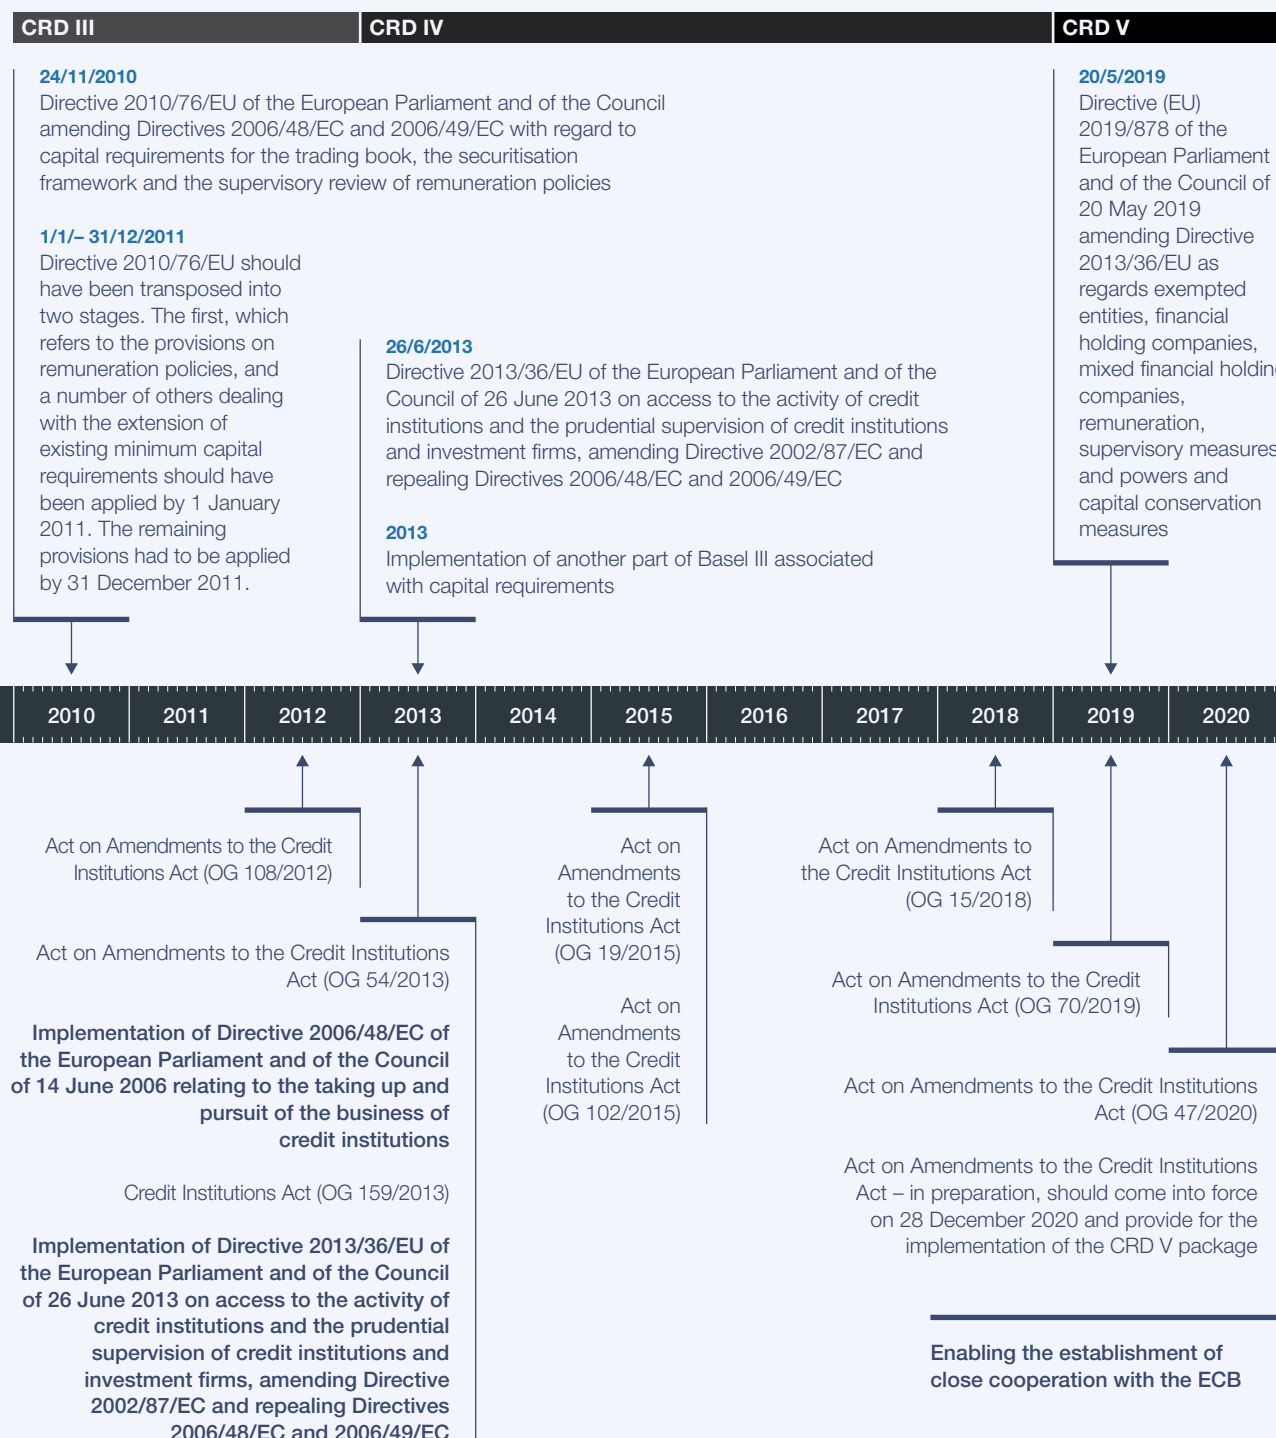 CRD III
CRD IV
CRD V
24/11/2010
Directive 2010/76/EU of the European Parliament and of the Council
amending Directives 2006/48/EC and 2006/49/EC with regard to
capital requirements for the trading book, the securitisation
framework and the supervisory review of remuneration policies
1/1/– 31/12/2011
Directive 2010/76/EU should
have been transposed into
two stages. The first, which
refers to the provisions on
remuneration policies, and
a number of others dealing
with the extension of
existing minimum capital
requirements should have
been applied by 1 January
2011. The remaining
provisions had to be applied
by 31 December 2011.
26/6/2013
Directive 2013/36/EU of the European Parliament and of the
Council of 26 June 2013 on access to the activity of credit
institutions and the prudential supervision of credit institutions
and investment firms, amending Directive 2002/87/EC and
repealing Directives 2006/48/EC and 2006/49/EC
2013
Implementation of another part of Basel III associated
with capital requirements
20/5/2019
Directive (EU)
2019/878 of the
European Parliament
and of the Council of
20 May 2019
amending Directive
2013/36/EU as
regards exempted
entities, financial
holding companies,
mixed financial holding
companies,
remuneration,
supervisory measures
and powers and
capital conservation
measures
2010
2011
2012
2013
2014
2015
2016
2017
2018
2019
2020
Act on Amendments to the Credit
Institutions Act (OG 108/2012)
Act on Amendments to the Credit Institutions
Act (OG 54/2013)
Implementation of Directive 2006/48/EC of
the European Parliament and of the Council
of 14 June 2006 relating to the taking up and
pursuit of the business of
credit institutions
Credit Institutions Act (OG 159/2013)
Implementation of Directive 2013/36/EU of
the European Parliament and of the Council
of 26 June 2013 on access to the activity of
credit institutions and the prudential
supervision of credit institutions and
investment firms, amending Directive
2002/87/EC and repealing Directives
2006/48/EC and 2006/49/EC
Act on
Amendments
to the Credit
Institutions Act
(OG 19/2015)
Act on
Amendments
to the Credit
Institutions Act
(OG 102/2015)
Act on Amendments to
the Credit Institutions Act
(OG 15/2018)
Act on Amendments to the Credit
Institutions Act (OG 70/2019)
Act on Amendments to the Credit Institutions
Act (OG 47/2020)
Act on Amendments to the Credit Institutions
Act – in preparation, should come into force
on 28 December 2020 and provide for the
implementation of the CRD V package
Enabling the establishment of
close cooperation with the ECB